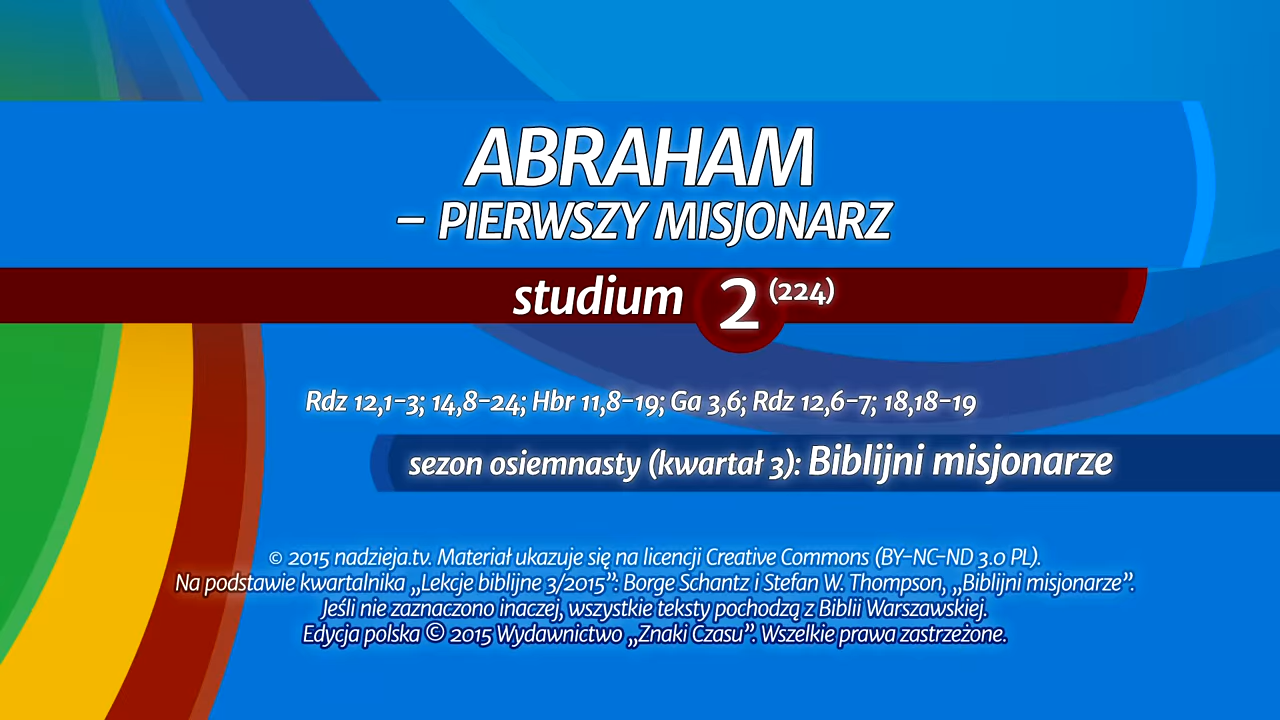 ABRAHAM
– PIERWSZY MISJONARZ
studium 2 (224)
Rdz 12,1–3; 14,8–24; Hbr 11,8–19; Ga 3,6; Rdz 12,6–7; 18,18–19
sezon osiemnasty (kwartał 3): Biblijni misjonarze
© 2015 nadzieja.tv. Materiał ukazuje się na licencji Creative Commons (BY–NC–ND 3.0 PL).
Na podstawie kwartalnika „Lekcje biblijne 3/2015”: Borge Schantz i Stefan W. Thompson, „Biblijni misjonarze”.
Jeśli nie zaznaczono inaczej, wszystkie teksty pochodzą z Biblii Warszawskiej.
Edycja polska © 2015 Wydawnictwo „Znaki Czasu”. Wszelkie prawa zastrzeżone.